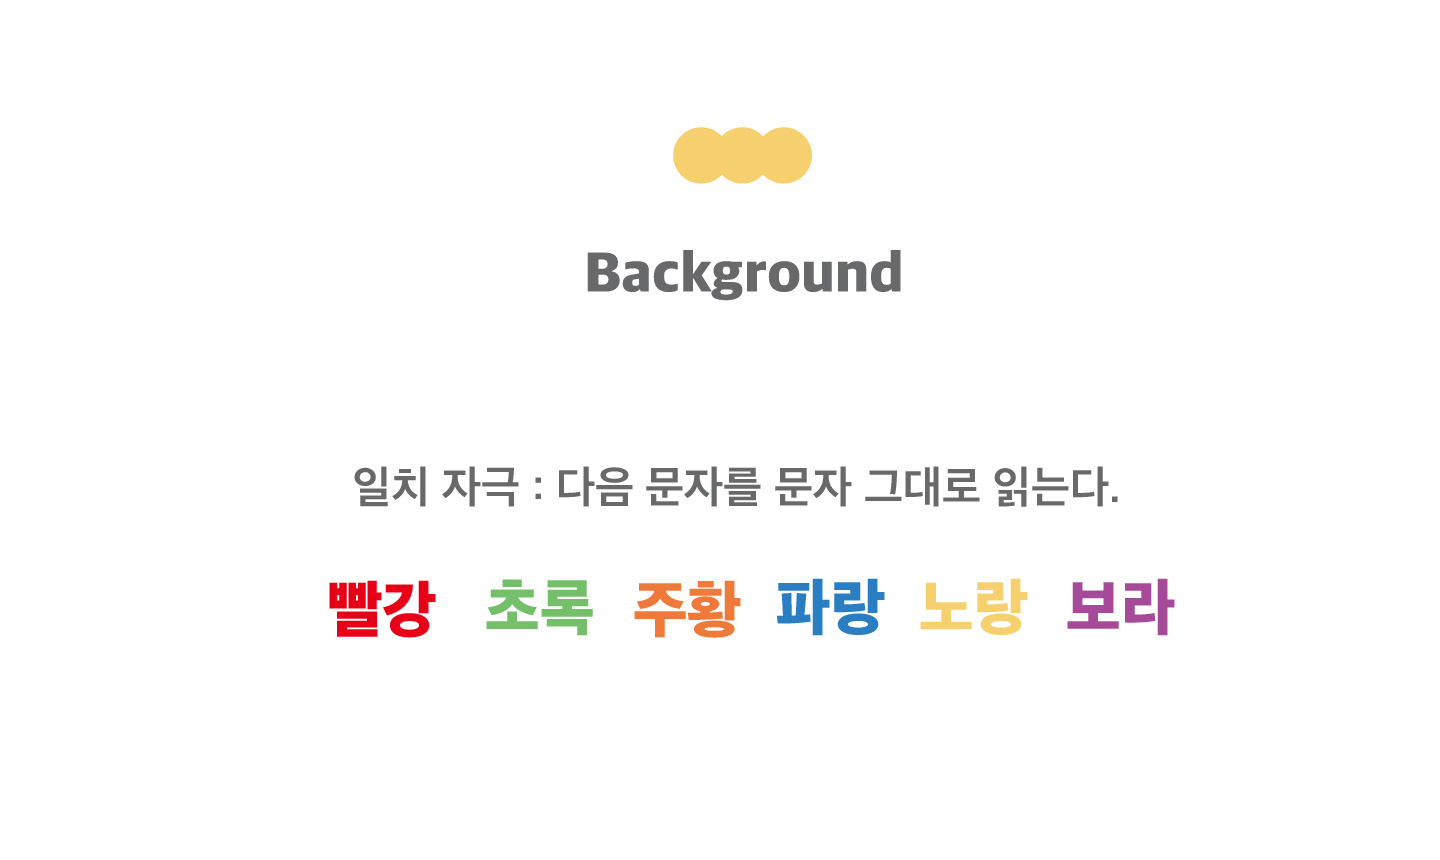 Background
일치 자극 : 다음 문자를 문자 그대로 읽는다.
빨강 초록 주황 파랑 노랑 보라